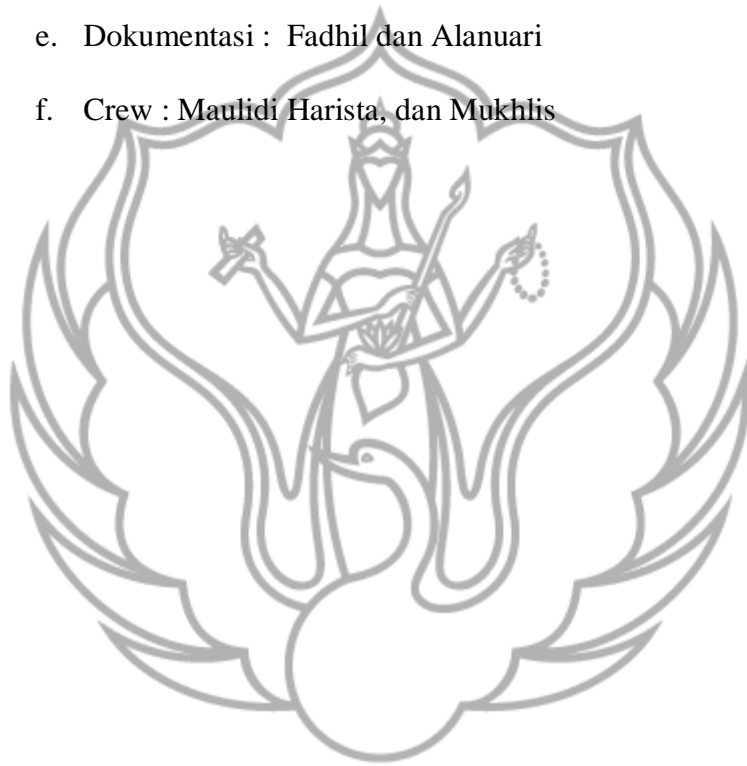 e. Dokumentasi : Fadhil dan Alanuari
f. Crew : Maulidi Harista, dan Mukhlis